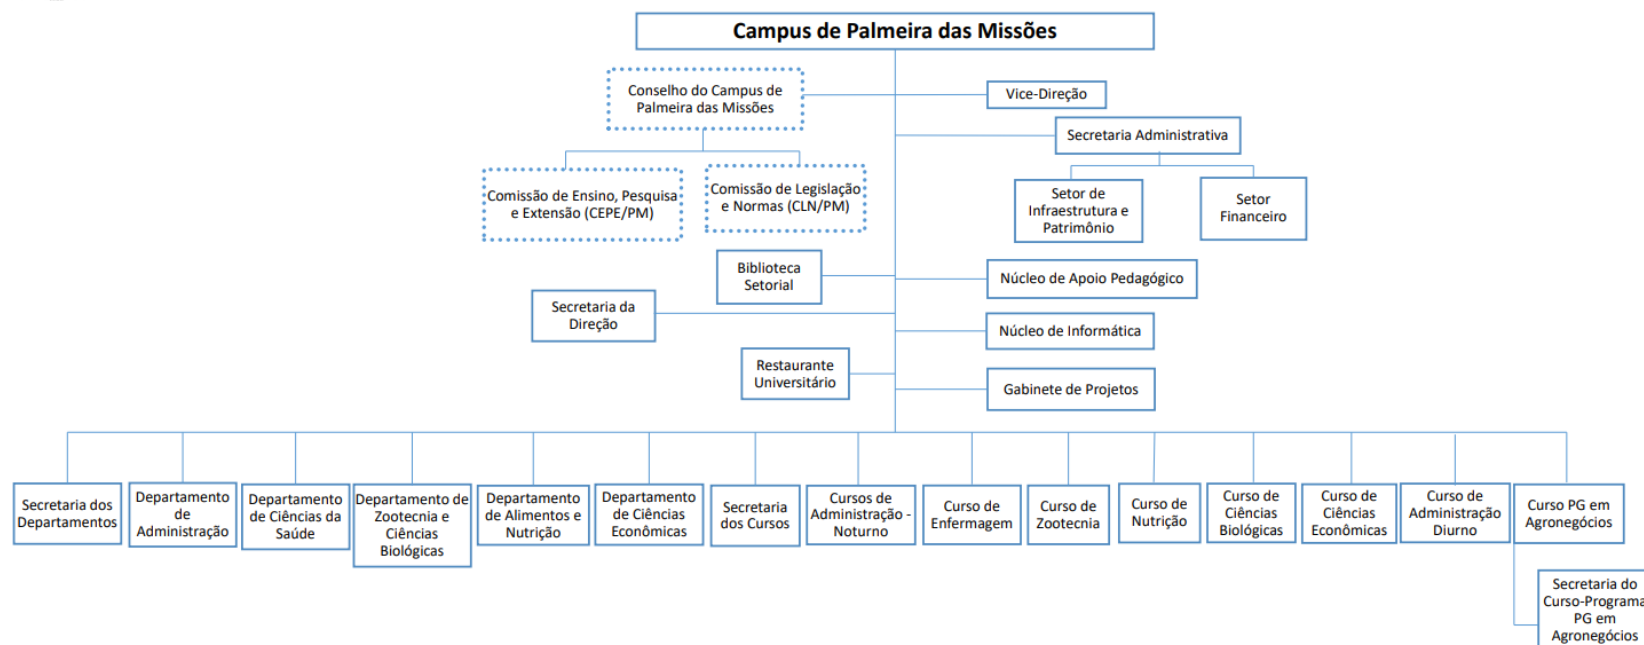 Campus de Palmeira das Missões
Conselho do Campus de
Palmeira das Missões
Vice-Direção
Secretaria Administrativa
Comissão de Ensino, Pesquisa
e Extensão (CEPE/PM)
Comissão de Legislação
e Normas (CLN/PM)
Setor de
Infraestrutura e
Patrimônio
Setor
Financeiro
Biblioteca
Setorial
Núcleo de Apoio Pedagógico
Secretaria da
Direção
Núcleo de Informática
Restaurante
Universitário
Gabinete de Projetos
Secretaria dos
Departamentos
Departamento
de
Administração
Departamento
de Ciências da
Saúde
Departamento de
Zootecnia e
Ciências
Biológicas
Departamento
de Alimentos e
Nutrição
Departamento
de Ciências
Econômicas
Secretaria
dos Cursos
Cursos de
Administração -
Noturno
Curso de
Enfermagem
Curso de
Zootecnia
Curso de
Nutrição
Curso de
Ciências
Biológicas
Curso de
Ciências
Econômicas
Curso de
Administração
Diurno
Curso PG em
Agronegócios
Secretaria do
Curso-Programa
PG em
Agronegócios